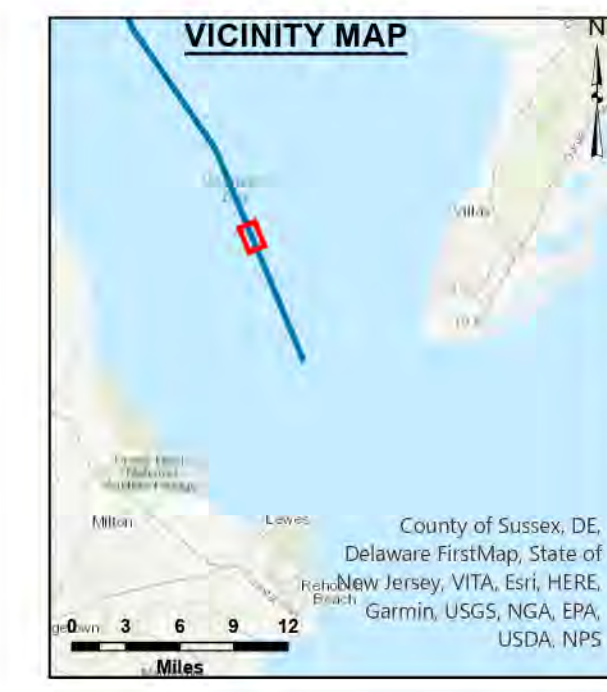 VICINITY MAP
N
Villas
National
Milton
Lewes
County of Sussex, DE,
Delaware FirstMap, State of
New Jersey, VITA, Esri, HERE,
Garmin, USGS, NGA, EPA,
USDA, NPS
Beach
0 3 6 9 12
Miles